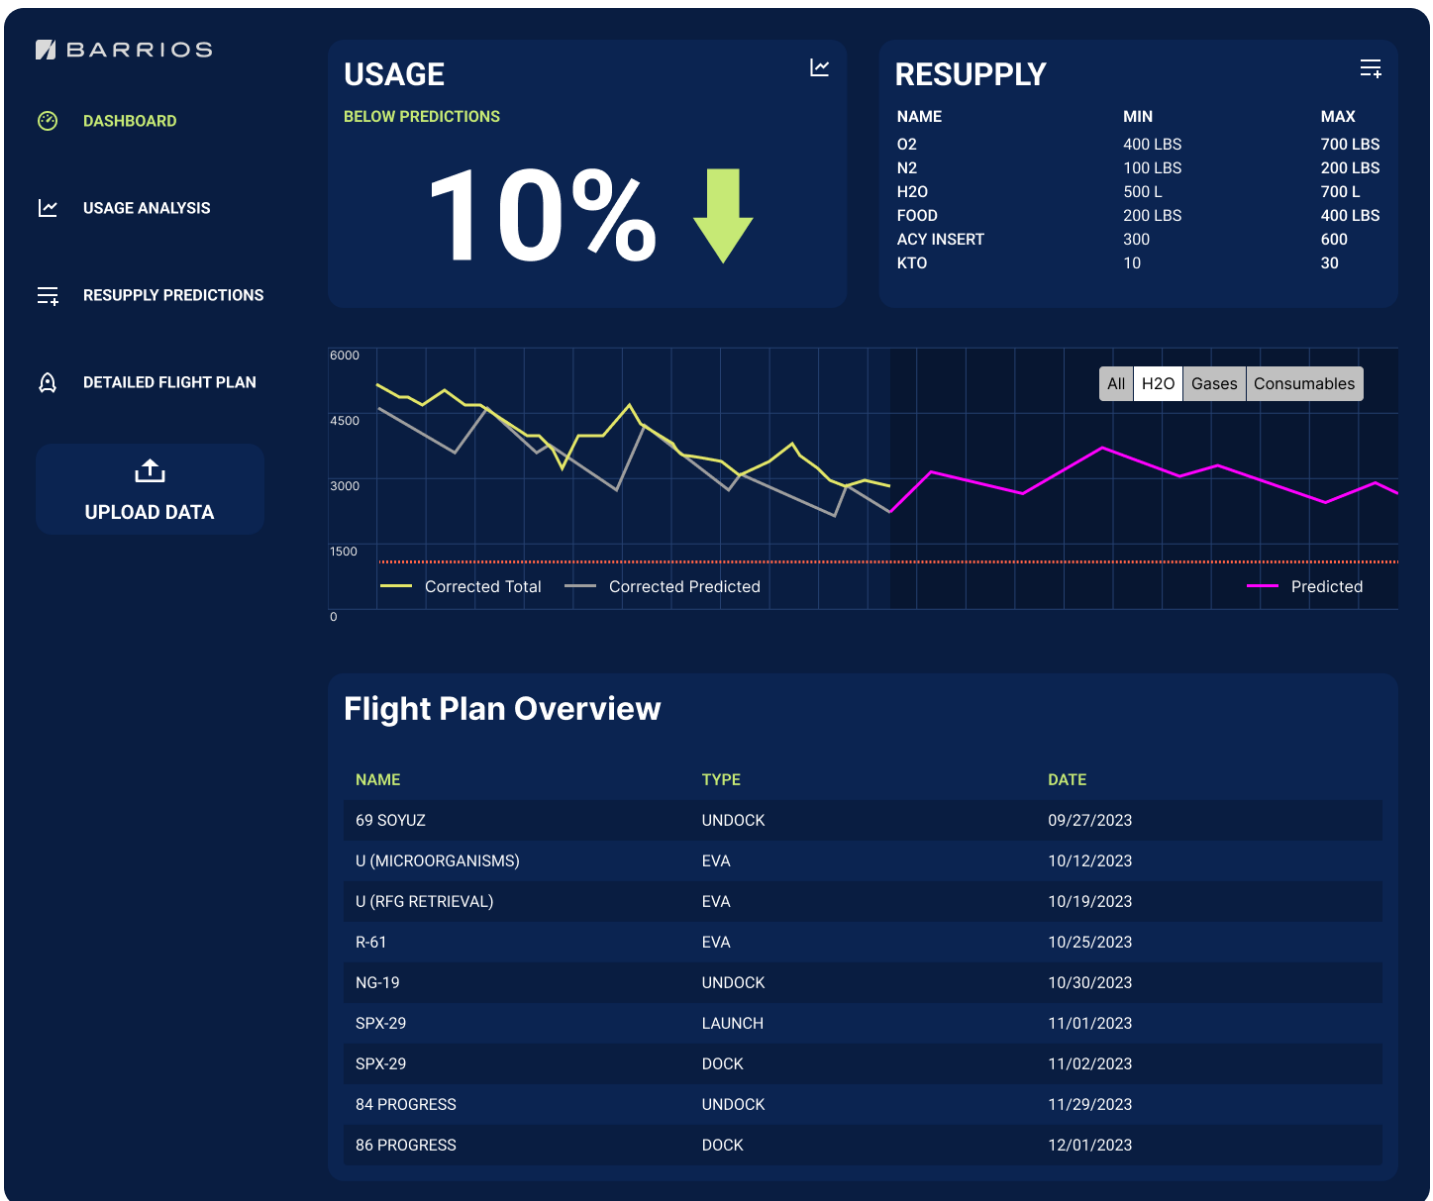 BARRIOS
DASHBOARD
USAGE ANALYSIS
RESUPPLY PREDICTIONS
DETAILED FLIGHT PLAN
UPLOAD DATA
USAGE
BELOW PREDICTIONS
10%
RESUPPLY
NAME MIN MAX
O2 400 LBS 700 LBS
N2 100 LBS 200 LBS
H2O 500 L 700 L
FOOD 200 LBS 400 LBS
ACY INSERT 300 600
KTO 10 30
6000
4500
3000
1500
0
All H2O Gases Consumables
Corrected Total Corrected Predicted Predicted
Flight Plan Overview
NAME TYPE DATE
69 SOYUZ UNDOCK 09/27/2023
U (MICROORGANISMS) EVA 10/12/2023
U (RFG RETRIEVAL) EVA 10/19/2023
R-61 EVA 10/25/2023
NG-19 UNDOCK 10/30/2023
SPX-29 LAUNCH 11/01/2023
SPX-29 DOCK 11/02/2023
84 PROGRESS UNDOCK 11/29/2023
86 PROGRESS DOCK 12/01/2023